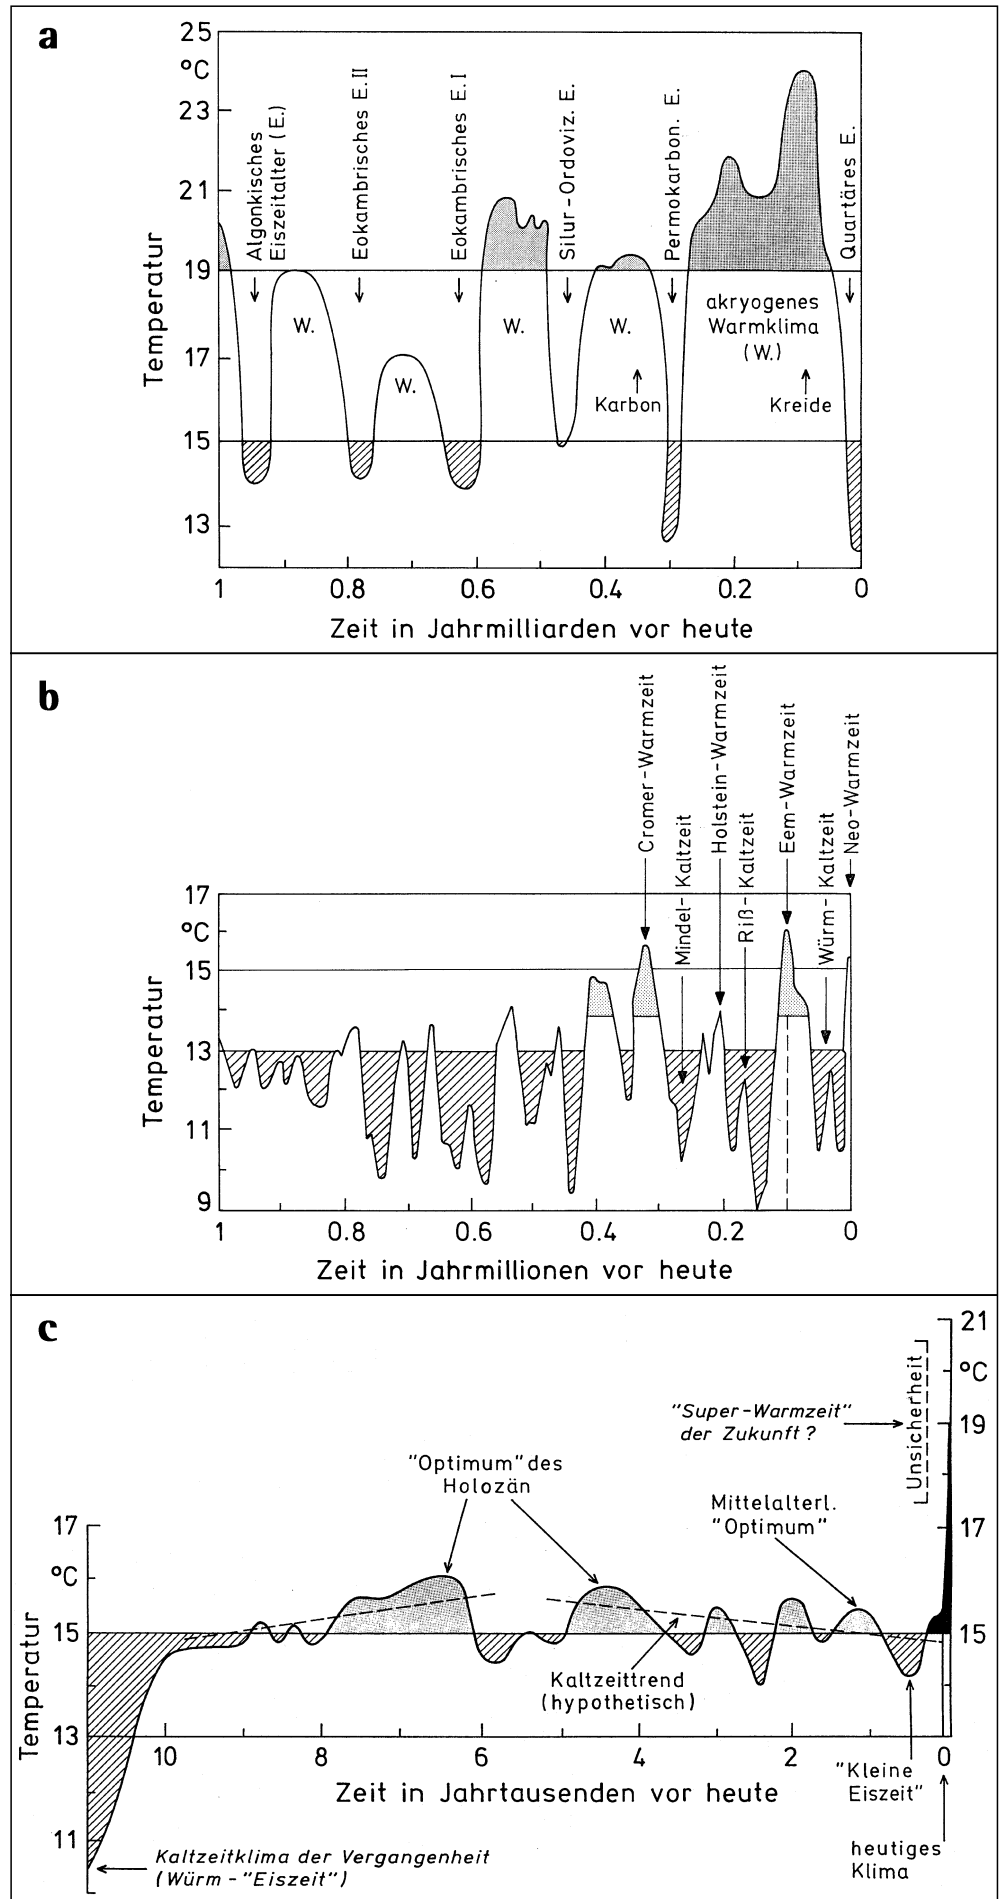 a
25
°C
23
21
19
17
15
13
Temperatur
Algonkisches
Eiszeitalter (E.)
Eokambrisches E. II
Eokambrisches E. I
Silur-Ordoviz. E.
Permokarbon. E.
Quartäres E.
W.
W.
W.
W.
akryogenes
Warmklima
(W.)
Karbon
Kreide
1
0.8
0.6
0.4
0.2
0
Zeit in Jahrmilliarden vor heute
b
Cromer-Warmzeit
Mindel-Kaltzeit
Holstein-Warmzeit
Riß-Kaltzeit
Eem-Warmzeit
Würm-Kaltzeit
Neo-Warmzeit
17
°C
15
13
11
9
Temperatur
1
0.8
0.6
0.4
0.2
0
Zeit in Jahrmillionen vor heute
c
21
°C
19
17
15
Unsicherheit
"Super-Warmzeit"
der Zukunft?
"Optimum" des
Holozän
Mittelalterl.
"Optimum"
17
°C
15
13
11
Temperatur
Kaltzeittrend
(hypothetisch)
10
8
6
4
2
0
Zeit in Jahrtausenden vor heute
"Kleine
Eiszeit"
heutiges
Klima
Kaltzeitklima der Vergangenheit
(Würm-"Eiszeit")